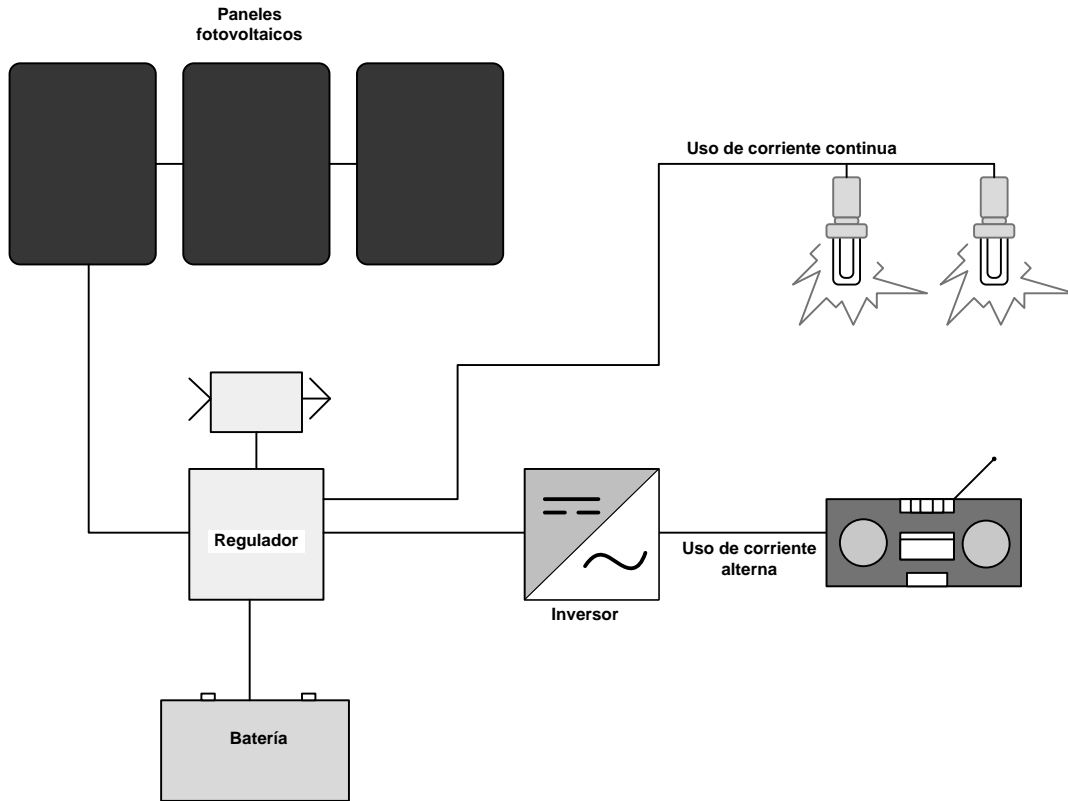 Paneles
fotovoltaicos
Uso de corriente continua
Regulador
Uso de corriente
alterna
Inversor
Batería